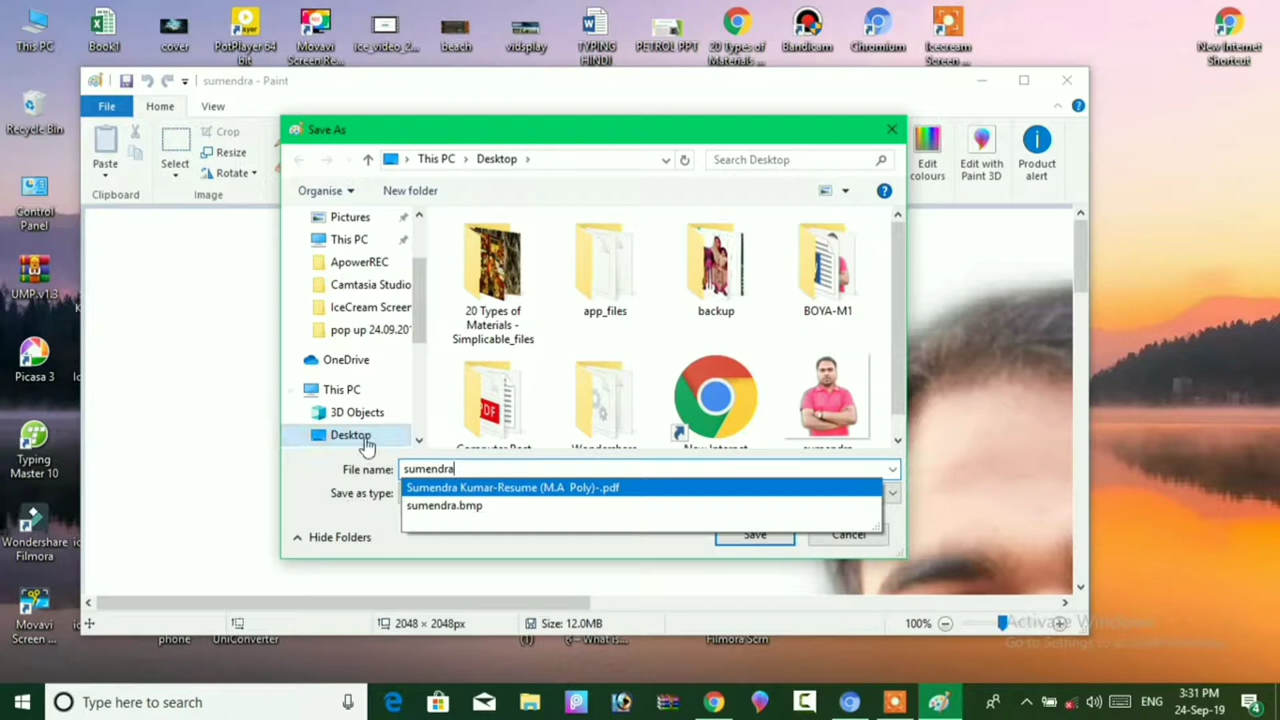 This PC
Book1
cover
PotPlayer 64
bit
Movavi
Screen Re...
ice_video_2...
beach
vidsplay
TYPING
HINDI
PETROL PPT
20 Types of
Materials ...
Bandicam
Chromium
Icecream
Screen ...
New Internet
Shortcut
sumendra - Paint
File
Home
View
Paste
Clipboard
Select
Crop
Resize
Rotate
Image
Edit
colours
Edit with
Paint 3D
Product
alert
Save As
This PC
Desktop
Search Desktop
Organise
New folder
Pictures
This PC
ApowerREC
Camtasia Studio
IceCream Screen
pop up 24.09.20
OneDrive
This PC
3D Objects
Desktop
20 Types of
Materials -
Simplicable_files
app_files
backup
BOYA-M1
PDF
File name:
sumendra
Save as type:
Sumendra Kumar-Resume (M.A Poly)-.pdf
sumendra.bmp
Hide Folders
Save
Cancel
2048 × 2048px
Size: 12.0MB
100%
Recycle Bin
Control
Panel
UMP.v1.3
Picasa 3
Typing
Master 10
Wondershare
Filmora
Movavi
Screen ...
phone
UniConverter
(1)
Filmora Scrn
Activate Windows
Type here to search
ENG
3:31 PM
24-Sep-19
4